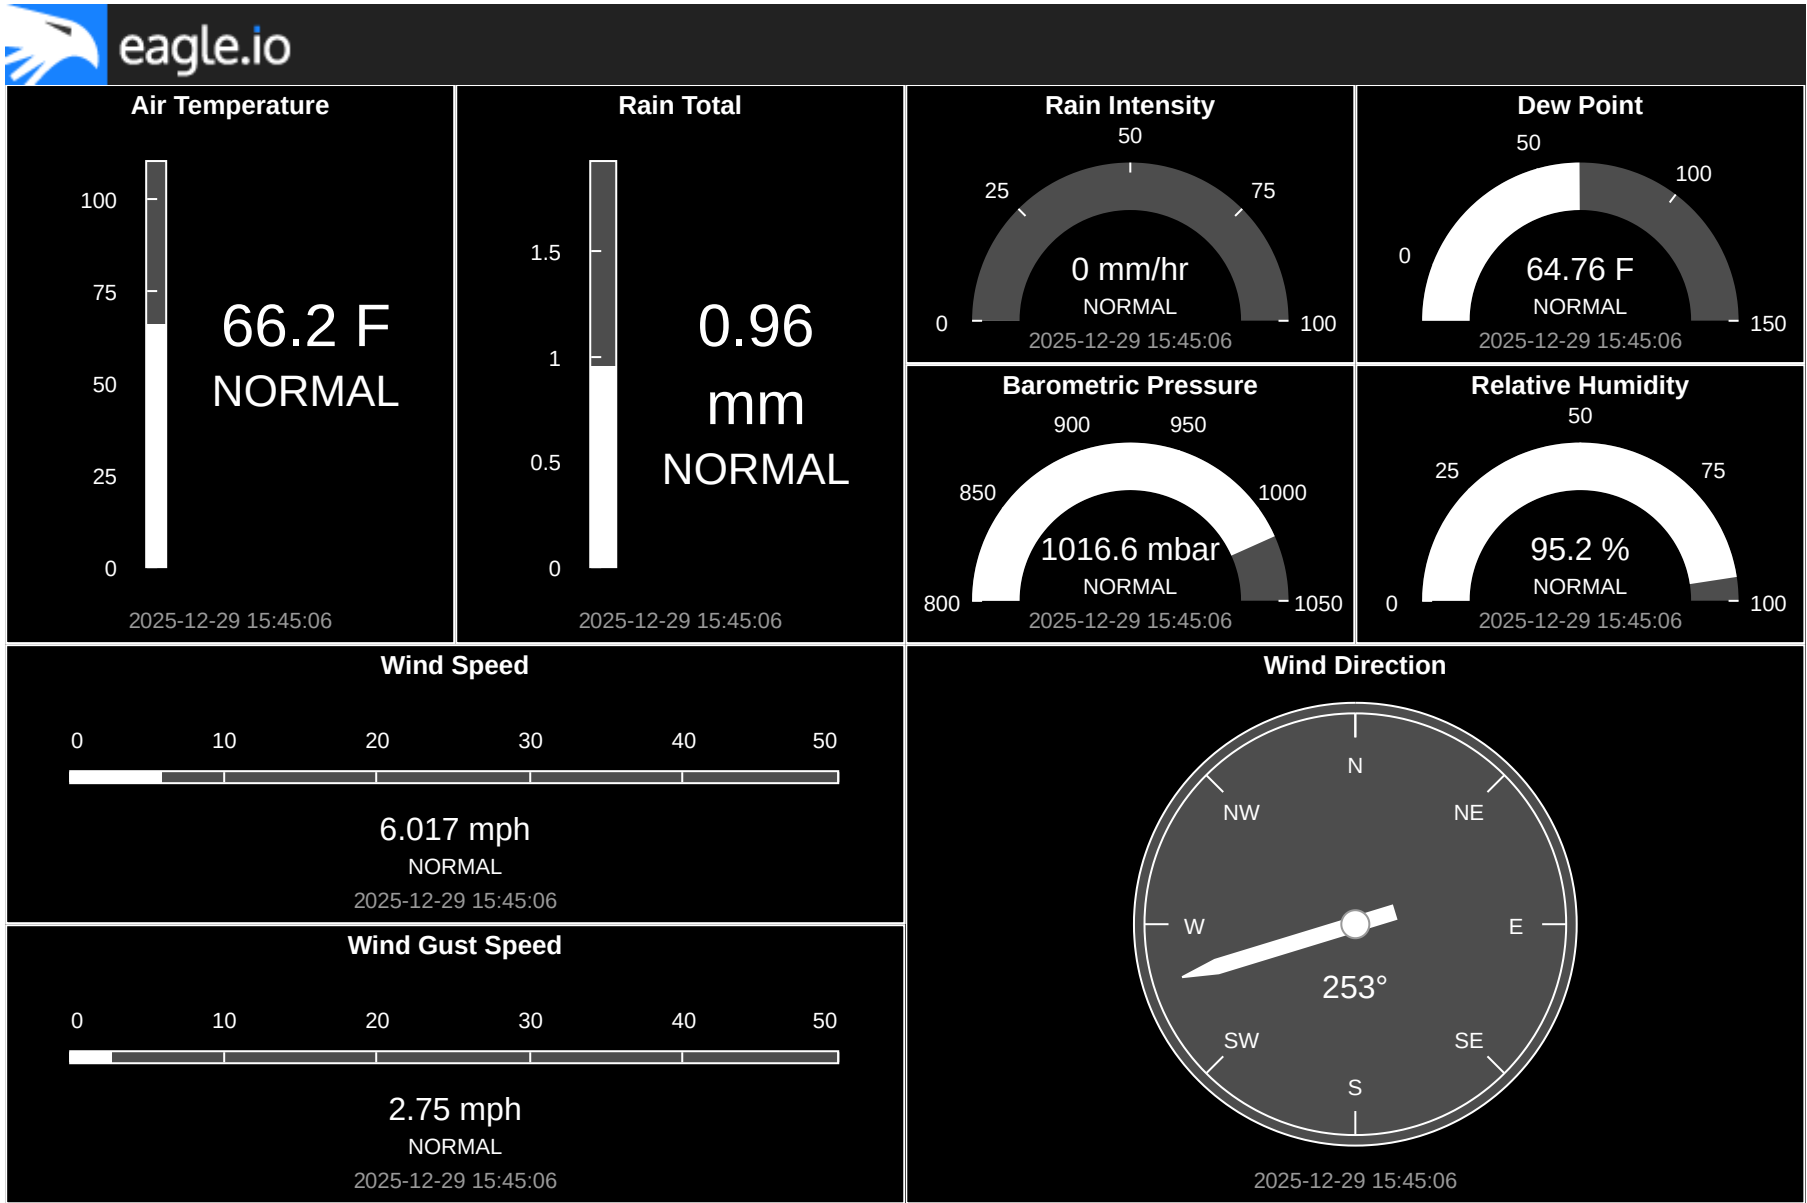 eagle.io
Air Temperature
100
75
50
25
0
66.2 F
NORMAL
2025-12-29 15:45:06
Rain Total
1.5
1
0.5
0
0.96
mm
NORMAL
2025-12-29 15:45:06
Rain Intensity
0
25
50
75
100
0 mm/hr
NORMAL
2025-12-29 15:45:06
Dew Point
0
50
100
150
64.76 F
NORMAL
2025-12-29 15:45:06
Barometric Pressure
800
850
900
950
1000
1050
1016.6 mbar
NORMAL
2025-12-29 15:45:06
Relative Humidity
0
25
50
75
100
95.2 %
NORMAL
2025-12-29 15:45:06
Wind Speed
0 10 20 30 40 50
6.017 mph
NORMAL
2025-12-29 15:45:06
Wind Gust Speed
0 10 20 30 40 50
2.75 mph
NORMAL
2025-12-29 15:45:06
Wind Direction
N
NW NE
W E
253°
SW SE
S
2025-12-29 15:45:06